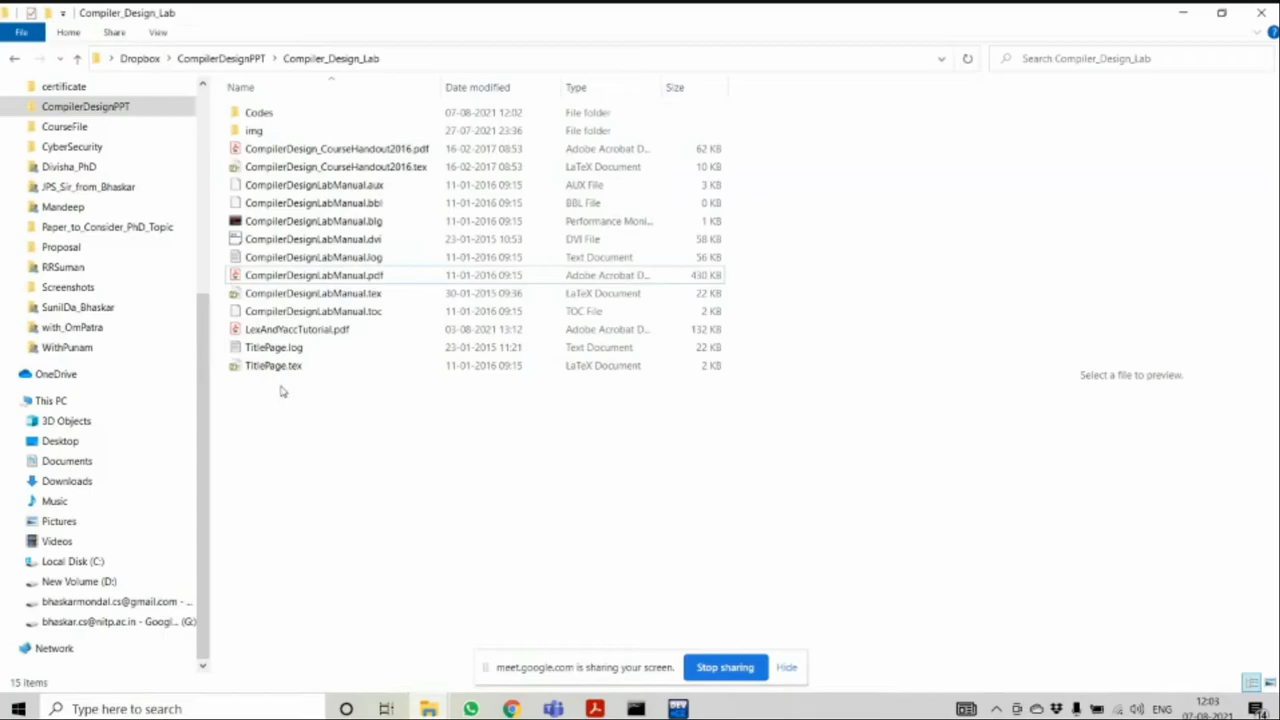 Compiler_Design_Lab
File Home Share View
Dropbox CompilerDesignPPT Compiler_Design_Lab Search Compiler_Design_Lab
Name Date modified Type Size
certificate
CompilerDesignPPT
CourseFile
CyberSecurity
Divisha_PhD
JPS_Sir_from_Bhaskar
Mandeep
Paper_to_Consider_PhD_Topic
Proposal
RRSuman
Screenshots
SunilDa_Bhaskar
with_OmPatra
WithPunam
OneDrive
This PC
3D Objects
Desktop
Documents
Downloads
Music
Pictures
Videos
Local Disk (C:)
New Volume (D:)
bhaskarmondal.cs@gmail.com - ...
bhaskar.cs@nitp.ac.in - Googl... (G:)
Network
Codes 07-08-2021 12:02 File folder
img 27-07-2021 23:36 File folder
CompilerDesign_CourseHandout2016.pdf 16-02-2017 08:53 Adobe Acrobat D... 62 KB
CompilerDesign_CourseHandout2016.tex 16-02-2017 08:53 LaTeX Document 10 KB
CompilerDesignLabManual.aux 11-01-2016 09:15 AUX File 3 KB
CompilerDesignLabManual.bbl 11-01-2016 09:15 BBL File 0 KB
CompilerDesignLabManual.blg 11-01-2016 09:15 Performance Moni... 1 KB
CompilerDesignLabManual.dvi 23-01-2015 10:53 DVI File 58 KB
CompilerDesignLabManual.log 11-01-2016 09:15 Text Document 56 KB
CompilerDesignLabManual.pdf 11-01-2016 09:15 Adobe Acrobat D... 430 KB
CompilerDesignLabManual.tex 30-01-2015 09:36 LaTeX Document 22 KB
CompilerDesignLabManual.toc 11-01-2016 09:15 TOC File 2 KB
LexAndYaccTutorial.pdf 03-08-2021 13:12 Adobe Acrobat D... 132 KB
TitlePage.log 23-01-2015 11:21 Text Document 22 KB
TitlePage.tex 11-01-2016 09:15 LaTeX Document 2 KB
Select a file to preview.
meet.google.com is sharing your screen. Stop sharing Hide
15 items
Type here to search
DEV
ENG
12:03
07-08-2021